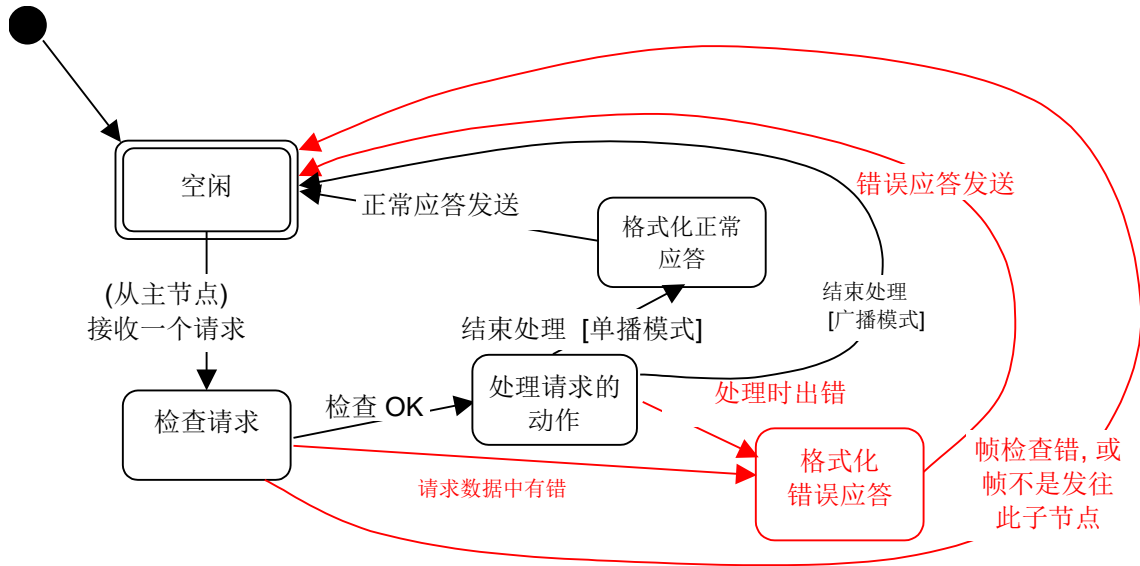 空闲
正常应答发送
错误应答发送
格式化正常
应答
(从主节点)
接收一个请求
结束处理 [单播模式]
结束处理
[广播模式]
检查请求
检查 OK
处理请求的
动作
处理时出错
请求数据中有错
格式化
错误应答
帧检查错, 或
帧不是发往
此子节点